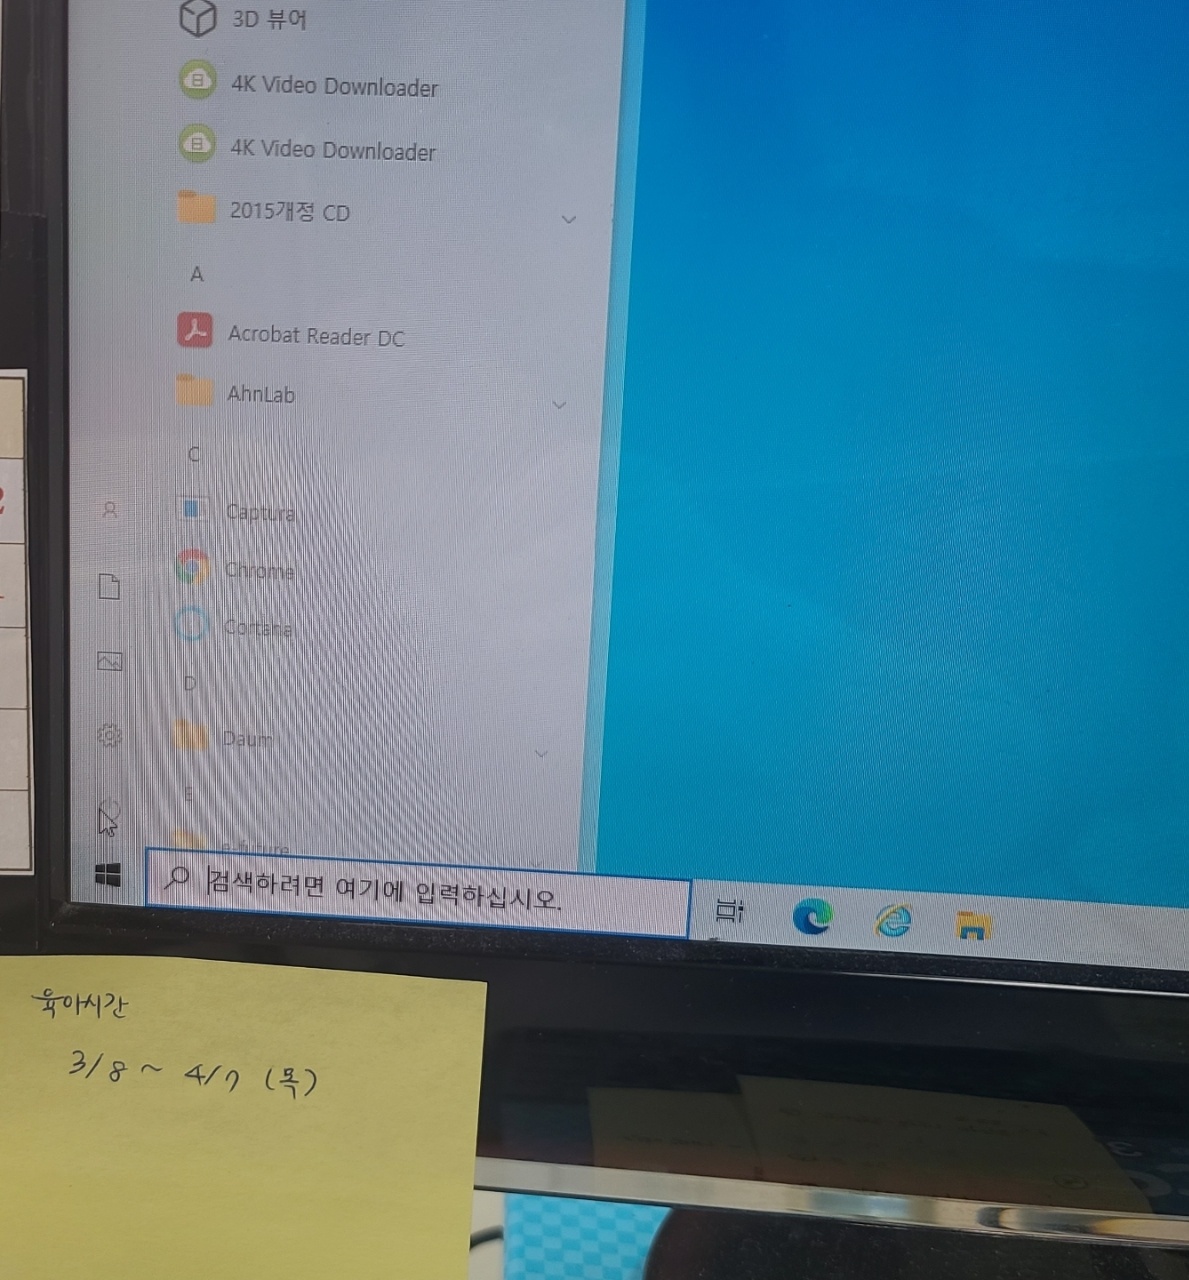 3D 뷰어
4K Video Downloader
4K Video Downloader
2015개정 CD
A
Acrobat Reader DC
AhnLab
C
Captura
Chrome
Cortana
D
Daum
E
e-future
검색하려면 여기에 입력하십시오.
육아시간
3/8 ~ 4/7 (목)